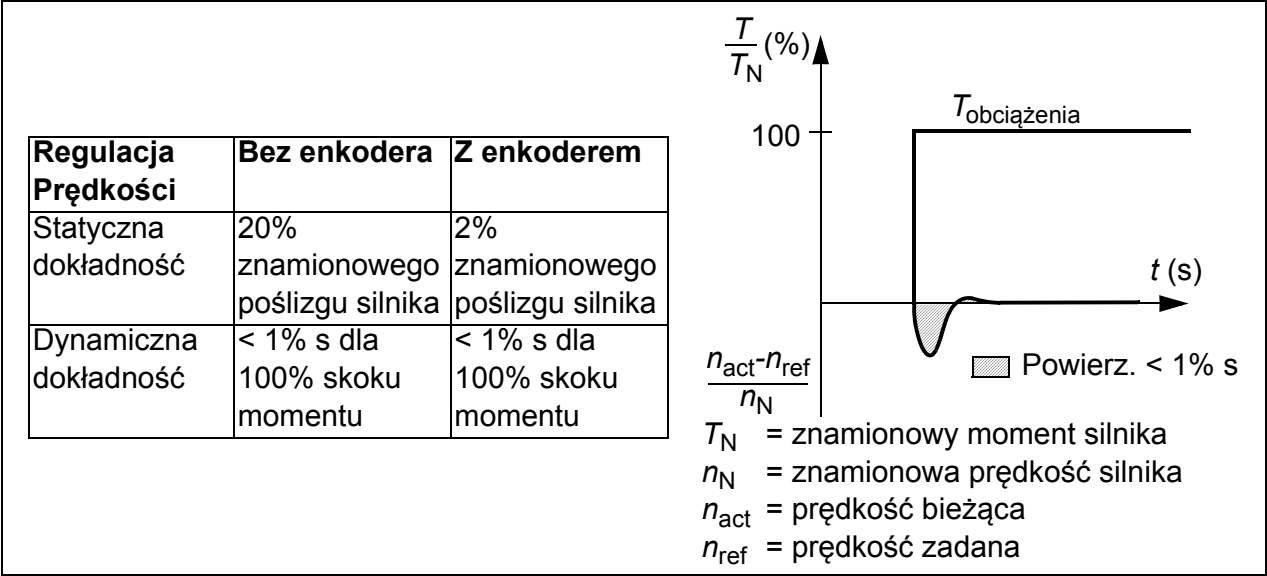 Regulacja Prędkości
Bez enkodera
Z enkoderem
Statyczna dokładność
20% znamionowego poślizgu silnika
2% znamionowego poślizgu silnika
Dynamiczna dokładność
< 1% s dla 100% skoku momentu
< 1% s dla 100% skoku momentu
T
T_N (%)
100
T_obciążenia
t (s)
n_act-n_ref
n_N
Powierz. < 1% s
T_N = znamionowy moment silnika
n_N = znamionowa prędkość silnika
n_act = prędkość bieżąca
n_ref = prędkość zadana